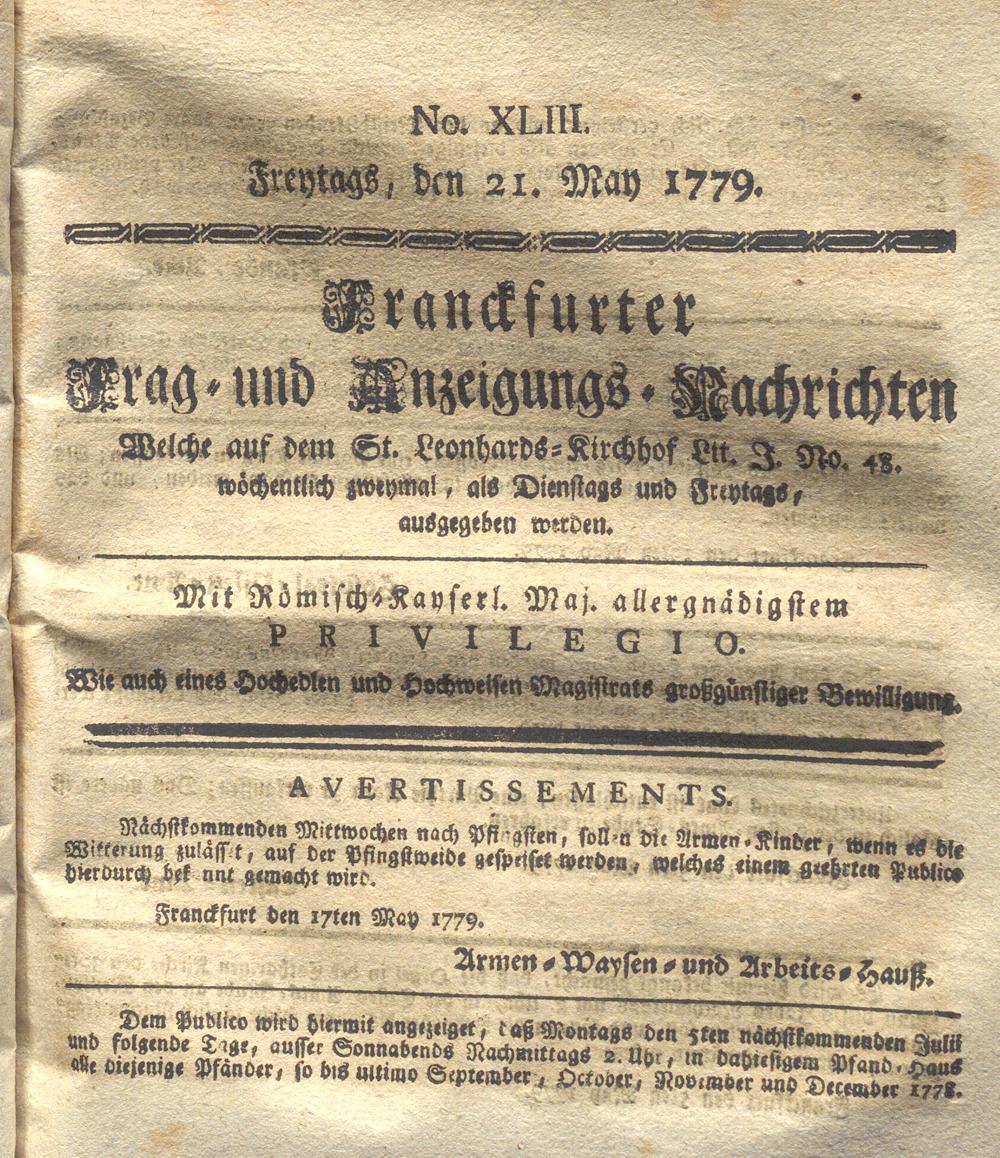 No. XLIII.
Freytags, den 21. May 1779.
Franckfurter
Frag- und Anzeigungs-Nachrichten
Welche auf dem St. Leonhards-Kirchhof Lit. J. No. 48.
wöchentlich zweymal, als Dienstags und Freytags,
ausgegeben werden.
Mit Römisch-Kayserl. Maj. allergnädigstem
PRIVILEGIO.
Wie auch eines Hochedlen und Hochweisen Magistrats großgünstiger Bewilligung.
AVERTISSEMENTS.
Nächstkommenden Mittwochen nach Pfingsten, sollen die Armen-Kinder, wenn es die
Witterung zulässet, auf der Pfingstweide gespeiset werden, welches einem geehrten Publico
hierdurch bekannt gemacht wird.
Franckfurt den 17ten May 1779.
Armen-Waysen-und Arbeits-Hauß.
Dem Publico wird hiermit angezeiget, daß Montags den 5ten nächstkommenden Julii
und folgende Tage, ausser Sonnabends Nachmittags 2. Uhr, in dahiesigem Pfand-Haus
alle diejenige Pfänder, so bis ultimo September, October, November und December 1778.